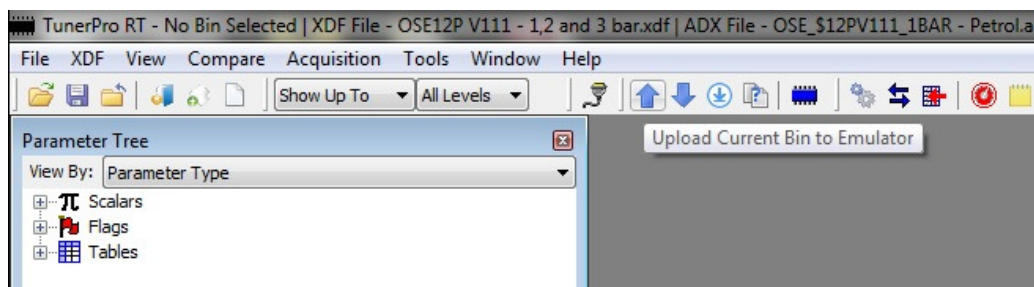 TunerPro RT - No Bin Selected | XDF File - OSE12P V111 - 1,2 and 3 bar.xdf | ADX File - OSE_$12PV111_1BAR - Petrol.a
File XDF View Compare Acquisition Tools Window Help
Show Up To All Levels
Upload Current Bin to Emulator
Parameter Tree
View By: Parameter Type
Scalars
Flags
Tables